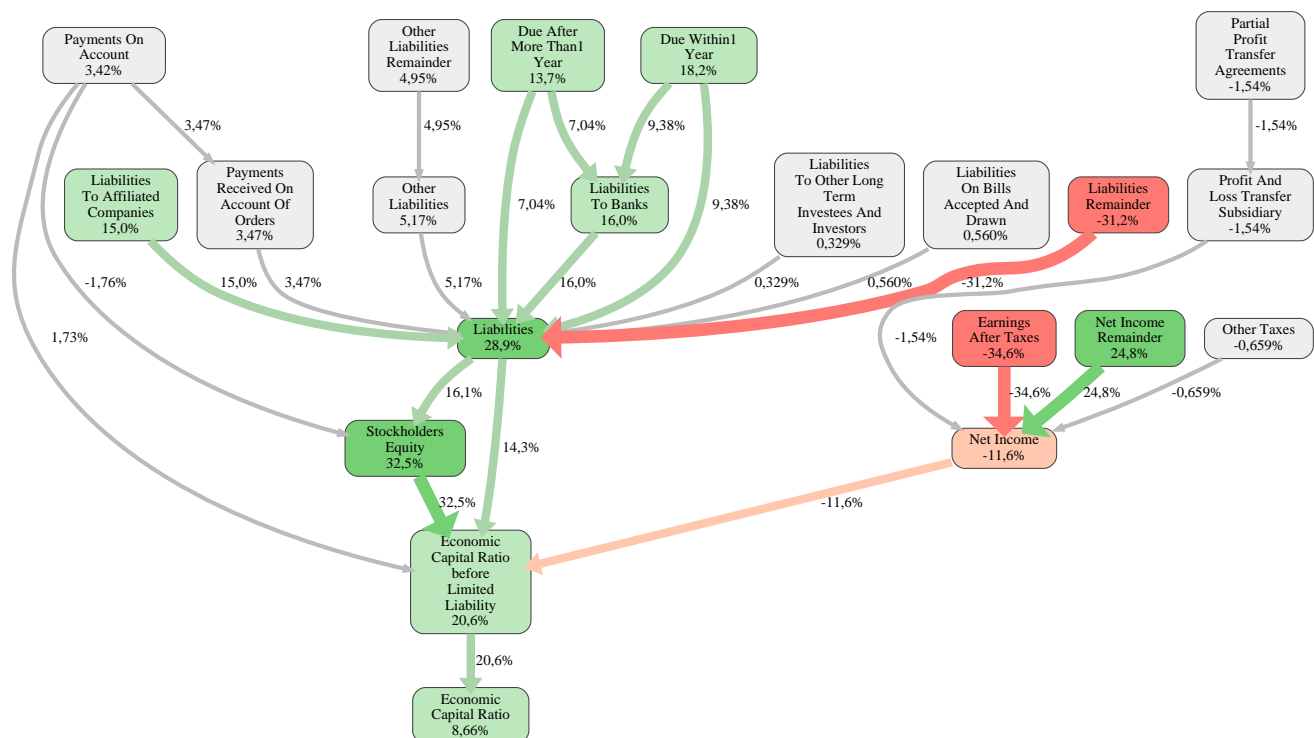 Payments On
Account
3,42%
Other
Liabilities
Remainder
4,95%
Due After
More Than1
Year
13,7%
Due Within1
Year
18,2%
Partial
Profit
Transfer
Agreements
-1,54%
3,47%
4,95%
7,04%
9,38%
-1,54%
Liabilities
To Affiliated
Companies
15,0%
Payments
Received On
Account Of
Orders
3,47%
Other
Liabilities
5,17%
7,04%
Liabilities
To Banks
16,0%
9,38%
Liabilities
To Other Long
Term
Investees And
Investors
0,329%
Liabilities
On Bills
Accepted And
Drawn
0,560%
Liabilities
Remainder
-31,2%
Profit And
Loss Transfer
Subsidiary
-1,54%
-1,76%
15,0%
3,47%
5,17%
16,0%
0,329%
0,560%
-31,2%
1,73%
Liabilities
28,9%
-1,54%
Earnings
After Taxes
-34,6%
Net Income
Remainder
24,8%
Other Taxes
-0,659%
16,1%
-34,6%
24,8%
-0,659%
Stockholders
Equity
32,5%
14,3%
Net Income
-11,6%
32,5%
-11,6%
Economic
Capital Ratio
before
Limited
Liability
20,6%
20,6%
Economic
Capital Ratio
8,66%